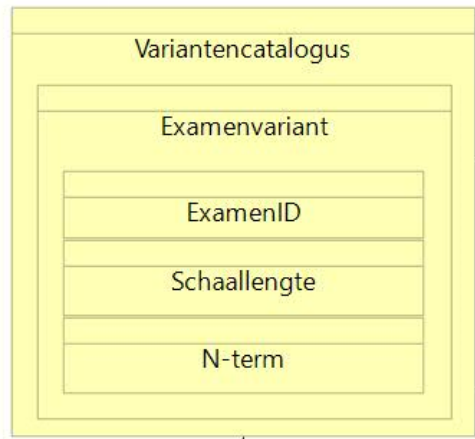 Variantencatalogus
Examenvariant
ExamenID
Schaallengte
N-term